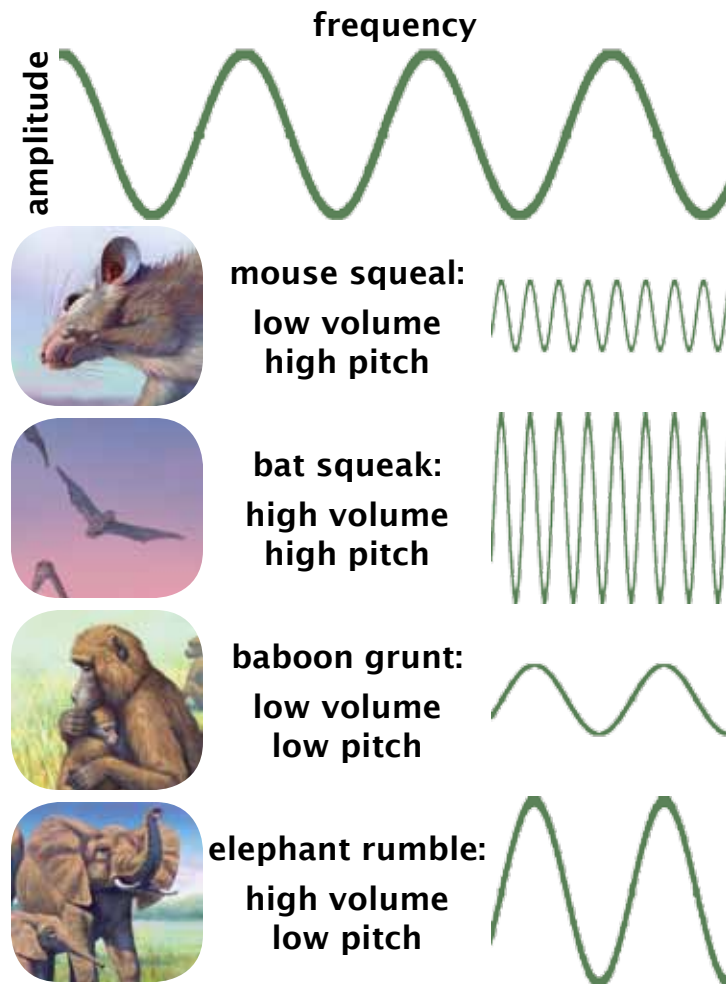 frequency
amplitude
mouse squeal:
low volume
high pitch
bat squeak:
high volume
high pitch
baboon grunt:
low volume
low pitch
elephant rumble:
high volume
low pitch